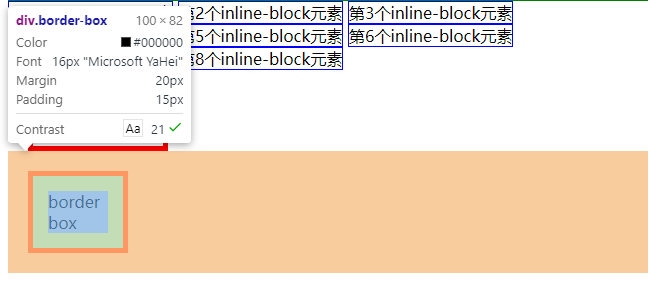 div.border-box 100 × 82
第2个inline-block元素 第3个inline-block元素
Color #000000
第5个inline-block元素 第6个inline-block元素
Font 16px "Microsoft YaHei"
第8个inline-block元素
Margin 20px
Padding 15px
Contrast Aa 21
border
box